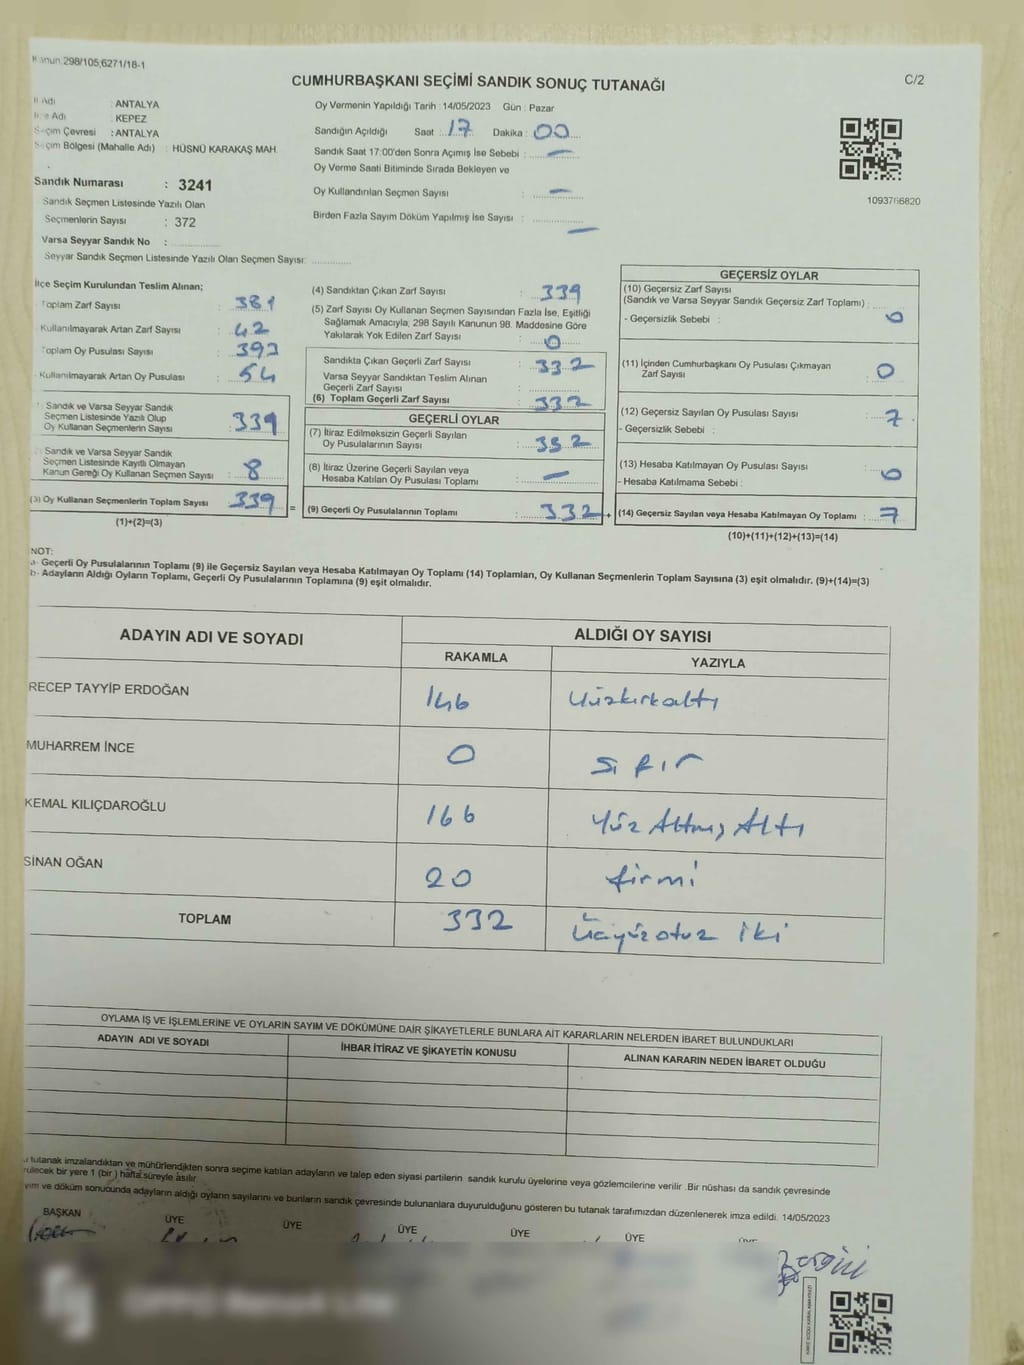 Kanun.298/105,6271/18-1
C/2
CUMHURBAŞKANI SEÇİMİ SANDIK SONUÇ TUTANAĞI
İl Adı : ANTALYA
İlçe Adı : KEPEZ
Seçim Çevresi : ANTALYA
Seçim Bölgesi (Mahalle Adı) : HÜSNÜ KARAKAŞ MAH.
Sandık Numarası : 3241
Sandık Seçmen Listesinde Yazılı Olan
Seçmenlerin Sayısı : 372
Varsa Seyyar Sandık No :
Seyyar Sandık Seçmen Listesinde Yazılı Olan Seçmen Sayısı:
Oy Vermenin Yapıldığı Tarih : 14/05/2023 Gün : Pazar
Sandığın Açıldığı Saat : 17 Dakika : 00
Sandık Saat 17:00'den Sonra Açımış İse Sebebi : —
Oy Verme Saati Bitiminde Sırada Bekleyen ve
Oy Kullandırılan Seçmen Sayısı : —
Birden Fazla Sayım Döküm Yapılmış İse Sayısı : —
1093766820
İlçe Seçim Kurulundan Teslim Alınan;
Toplam Zarf Sayısı : 381
Kullanılmayarak Artan Zarf Sayısı : 42
Toplam Oy Pusulası Sayısı : 393
Kullanılmayarak Artan Oy Pusulası : 54
Sandık ve Varsa Seyyar Sandık
Seçmen Listesinde Yazılı Olup
Oy Kullanan Seçmenlerin Sayısı : 339
Sandık ve Varsa Seyyar Sandık
Seçmen Listesinde Kayıtlı Olmayan
Kanun Gereği Oy Kullanan Seçmen Sayısı : 8
(3) Oy Kullanan Seçmenlerin Toplam Sayısı : 339
(1)+(2)=(3)
(4) Sandıktan Çıkan Zarf Sayısı : 339
(5) Zarf Sayısı Oy Kullanan Seçmen Sayısından Fazla İse, Eşitliği
Sağlamak Amacıyla, 298 Sayılı Kanunun 98. Maddesine Göre
Yakılarak Yok Edilen Zarf Sayısı : 0
Sandıkta Çıkan Geçerli Zarf Sayısı : 332
Varsa Seyyar Sandıktan Teslim Alınan
Geçerli Zarf Sayısı :
(6) Toplam Geçerli Zarf Sayısı : 332
GEÇERLİ OYLAR
(7) İtiraz Edilmeksizin Geçerli Sayılan
Oy Pusulalarının Sayısı : 332
(8) İtiraz Üzerine Geçerli Sayılan veya
Hesaba Katılan Oy Pusulası Toplamı : —
= (9) Geçerli Oy Pusulalarının Toplamı : 332 +
GEÇERSİZ OYLAR
(10) Geçersiz Zarf Sayısı
(Sandık ve Varsa Seyyar Sandık Geçersiz Zarf Toplamı) : 0
- Geçersizlik Sebebi :
(11) İçinden Cumhurbaşkanı Oy Pusulası Çıkmayan
Zarf Sayısı : 0
(12) Geçersiz Sayılan Oy Pusulası Sayısı : 7
- Geçersizlik Sebebi :
(13) Hesaba Katılmayan Oy Pusulası Sayısı : 0
- Hesaba Katılmama Sebebi :
(14) Geçersiz Sayılan veya Hesaba Katılmayan Oy Toplamı : 7
(10)+(11)+(12)+(13)=(14)
NOT:
a- Geçerli Oy Pusulalarının Toplamı (9) ile Geçersiz Sayılan veya Hesaba Katılmayan Oy Toplamı (14) Toplamları, Oy Kullanan Seçmenlerin Toplam Sayısına (3) eşit olmalıdır. (9)+(14)=(3)
b- Adayların Aldığı Oyların Toplamı, Geçerli Oy Pusulalarının Toplamına (9) eşit olmalıdır.
ADAYIN ADI VE SOYADI
ALDIĞI OY SAYISI
RAKAMLA YAZIYLA
RECEP TAYYİP ERDOĞAN 146 Yüzkırkaltı
MUHARREM İNCE 0 sıfır
KEMAL KILIÇDAROĞLU 166 Yüz Altmış Altı
SİNAN OĞAN 20 Yirmi
TOPLAM 332 Üçyüzotuz iki
OYLAMA İŞ VE İŞLEMLERİNE VE OYLARIN SAYIM VE DÖKÜMÜNE DAİR ŞİKAYETLERLE BUNLARA AİT KARARLARIN NELERDEN İBARET BULUNDUKLARI
ADAYIN ADI VE SOYADI İHBAR İTİRAZ VE ŞİKAYETİN KONUSU ALINAN KARARIN NEDEN İBARET OLDUĞU
tutanak imzalandıktan ve mühürlendikten sonra seçime katılan adayların ve talep eden siyasi partilerin sandık kurulu üyelerine veya gözlemcilerine verilir .Bir nüshası da sandık çevresinde
bir yere 1 (bir ) hafta süreyle asılır.
ve döküm sonucunda adayların aldığı oyların sayılarını ve bunların sandık çevresinde bulunanlara duyurulduğunu gösteren bu tutanak tarafımızdan düzenlenerek imza edildi. 14/05/2023
BAŞKAN ÜYE ÜYE ÜYE ÜYE ÜYE